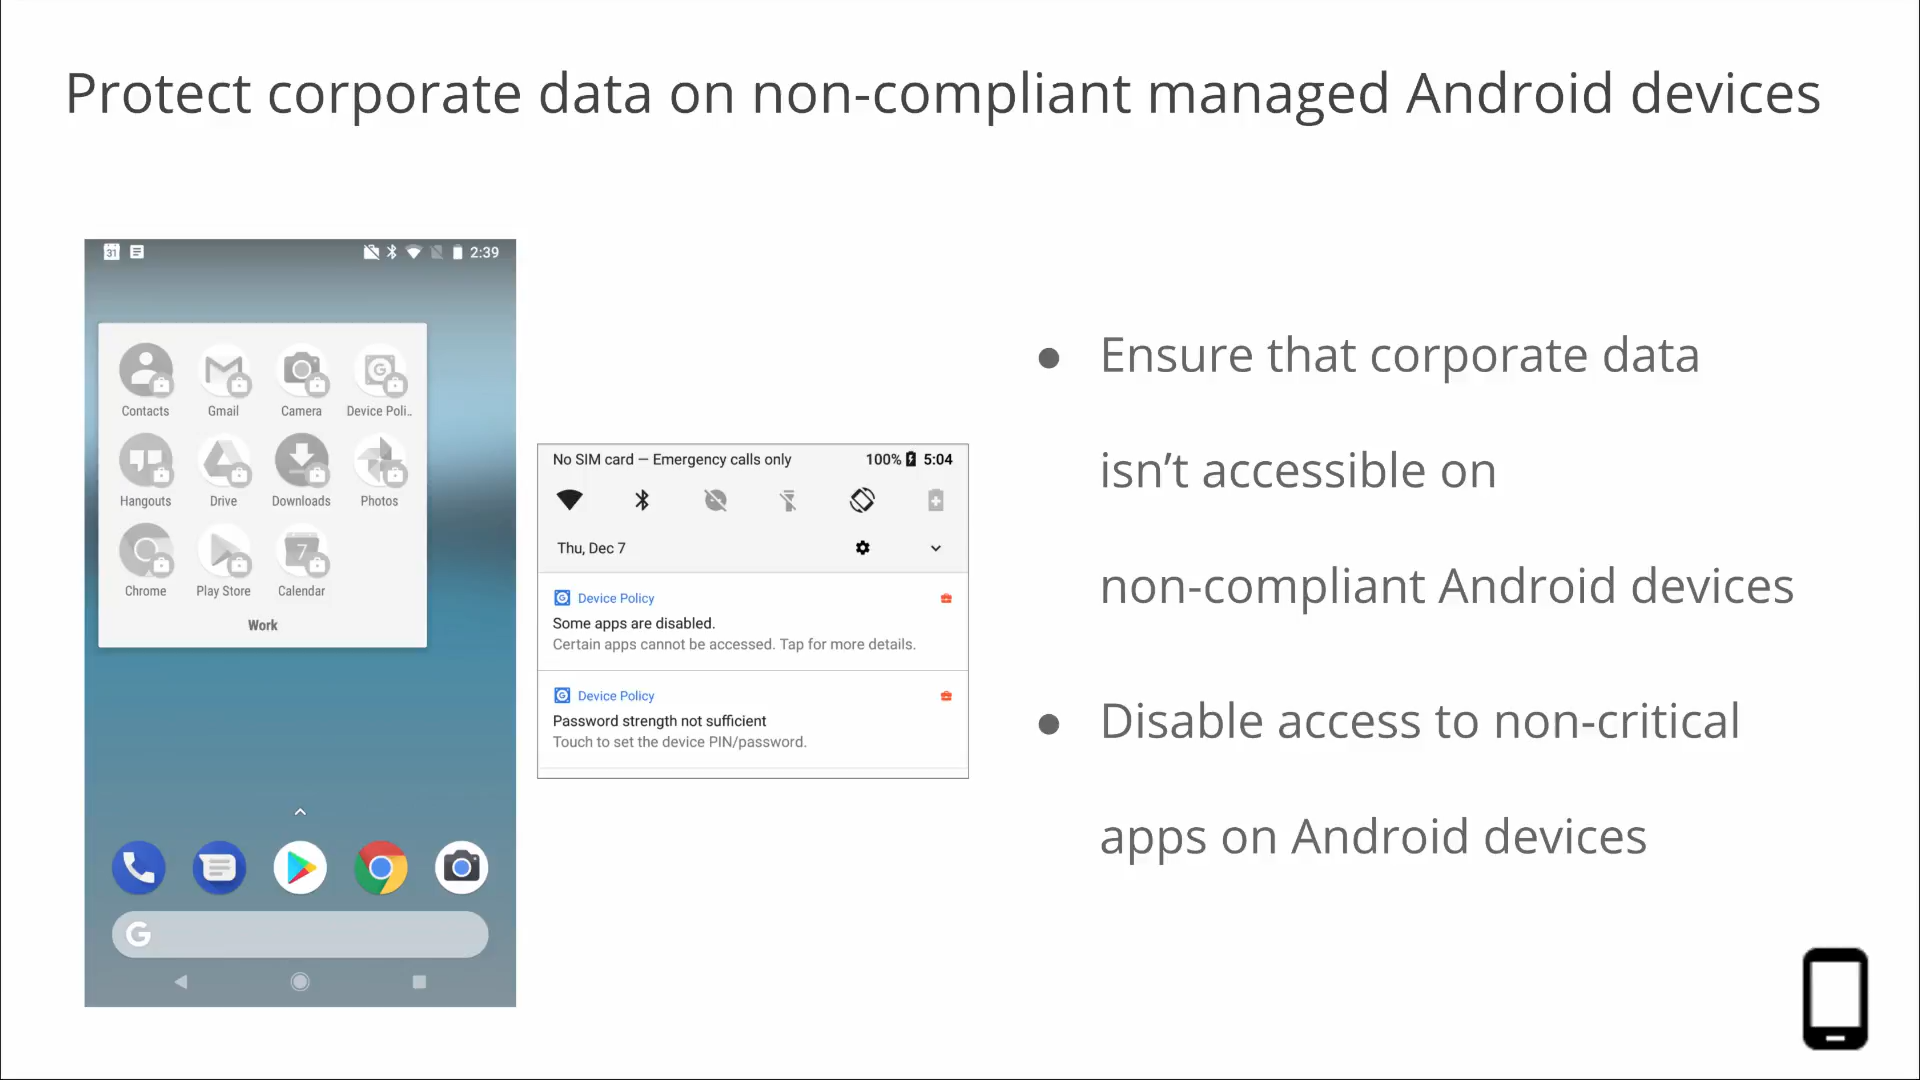 Protect corporate data on non-compliant managed Android devices
31
2:39
Contacts
Gmail
Camera
Device Poli..
Hangouts
Drive
Downloads
Photos
Chrome
Play Store
7
Calendar
Work
G
No SIM card — Emergency calls only
100%
5:04
Thu, Dec 7
Device Policy
Some apps are disabled.
Certain apps cannot be accessed. Tap for more details.
Device Policy
Password strength not sufficient
Touch to set the device PIN/password.
● Ensure that corporate data
isn’t accessible on
non-compliant Android devices
● Disable access to non-critical
apps on Android devices